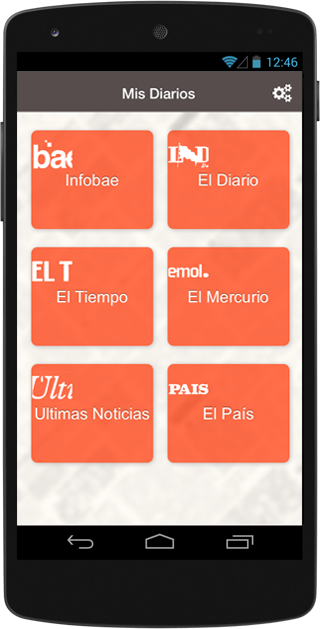 12:46
Mis Diarios
bae
Infobae
IND
El Diario
EL T
El Tiempo
emol.
El Mercurio
Ulti
Ultimas Noticias
PAIS
El País